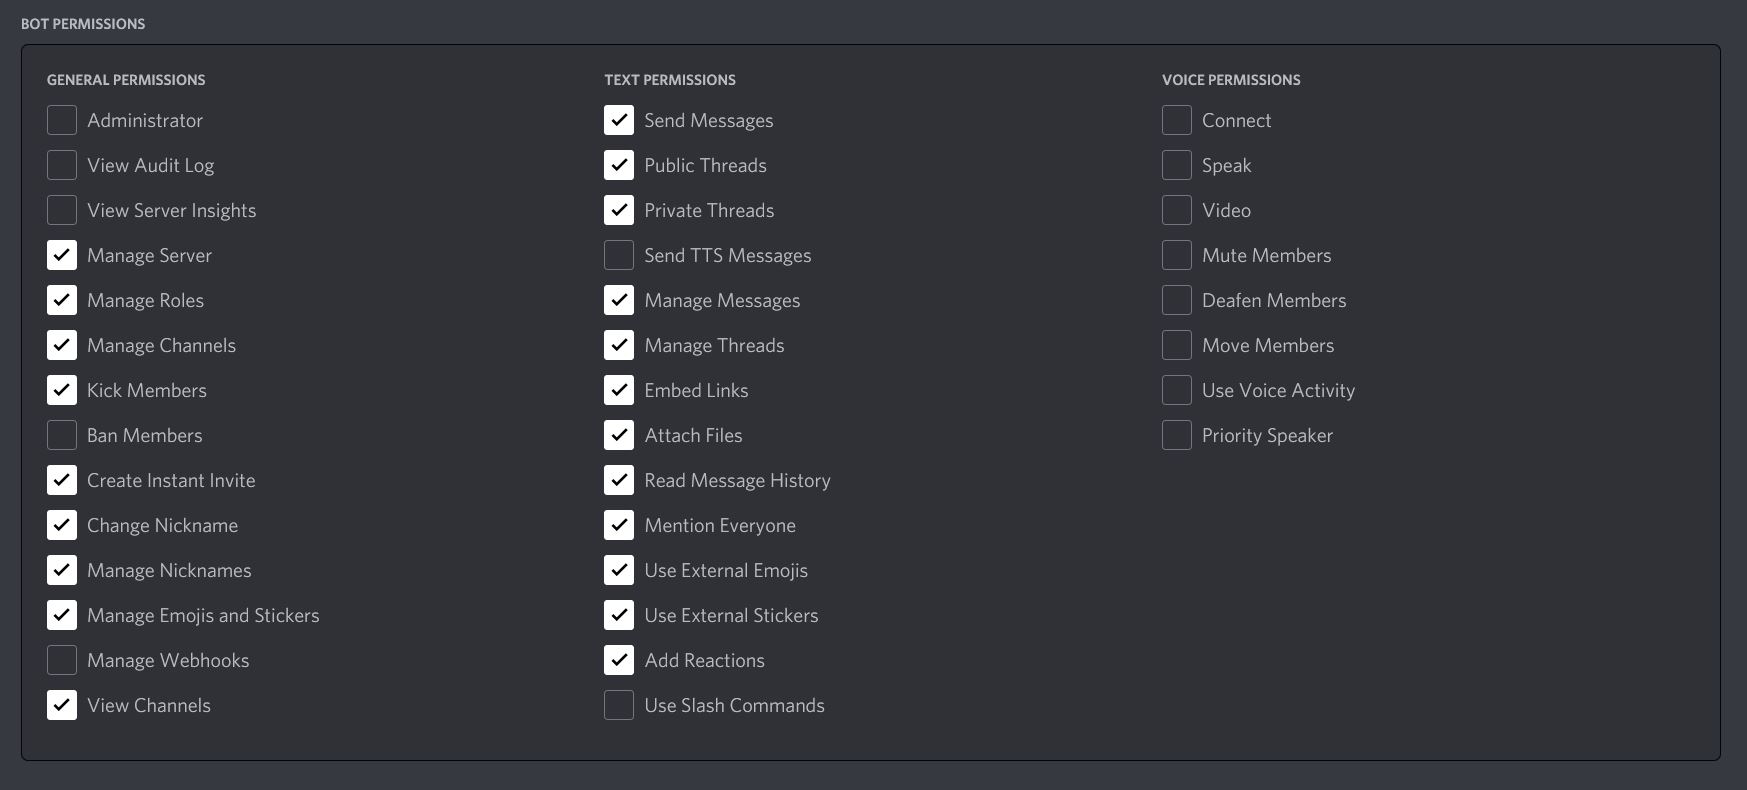 BOT PERMISSIONS
GENERAL PERMISSIONS
Administrator
View Audit Log
View Server Insights
Manage Server
Manage Roles
Manage Channels
Kick Members
Ban Members
Create Instant Invite
Change Nickname
Manage Nicknames
Manage Emojis and Stickers
Manage Webhooks
View Channels
TEXT PERMISSIONS
Send Messages
Public Threads
Private Threads
Send TTS Messages
Manage Messages
Manage Threads
Embed Links
Attach Files
Read Message History
Mention Everyone
Use External Emojis
Use External Stickers
Add Reactions
Use Slash Commands
VOICE PERMISSIONS
Connect
Speak
Video
Mute Members
Deafen Members
Move Members
Use Voice Activity
Priority Speaker